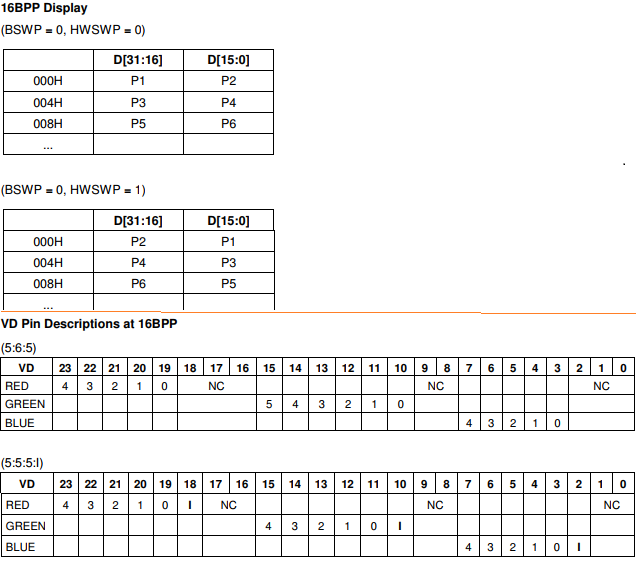 16BPP Display
(BSWP = 0, HWSWP = 0)
D[31:16] D[15:0]
000H P1 P2
004H P3 P4
008H P5 P6
...
.
(BSWP = 0, HWSWP = 1)
D[31:16] D[15:0]
000H P2 P1
004H P4 P3
008H P6 P5
...
VD Pin Descriptions at 16BPP
(5:6:5)
VD 23 22 21 20 19 18 17 16 15 14 13 12 11 10 9 8 7 6 5 4 3 2 1 0
RED 4 3 2 1 0 NC NC NC
GREEN 5 4 3 2 1 0
BLUE 4 3 2 1 0
(5:5:5:I)
VD 23 22 21 20 19 18 17 16 15 14 13 12 11 10 9 8 7 6 5 4 3 2 1 0
RED 4 3 2 1 0 I NC NC NC
GREEN 4 3 2 1 0 I
BLUE 4 3 2 1 0 I